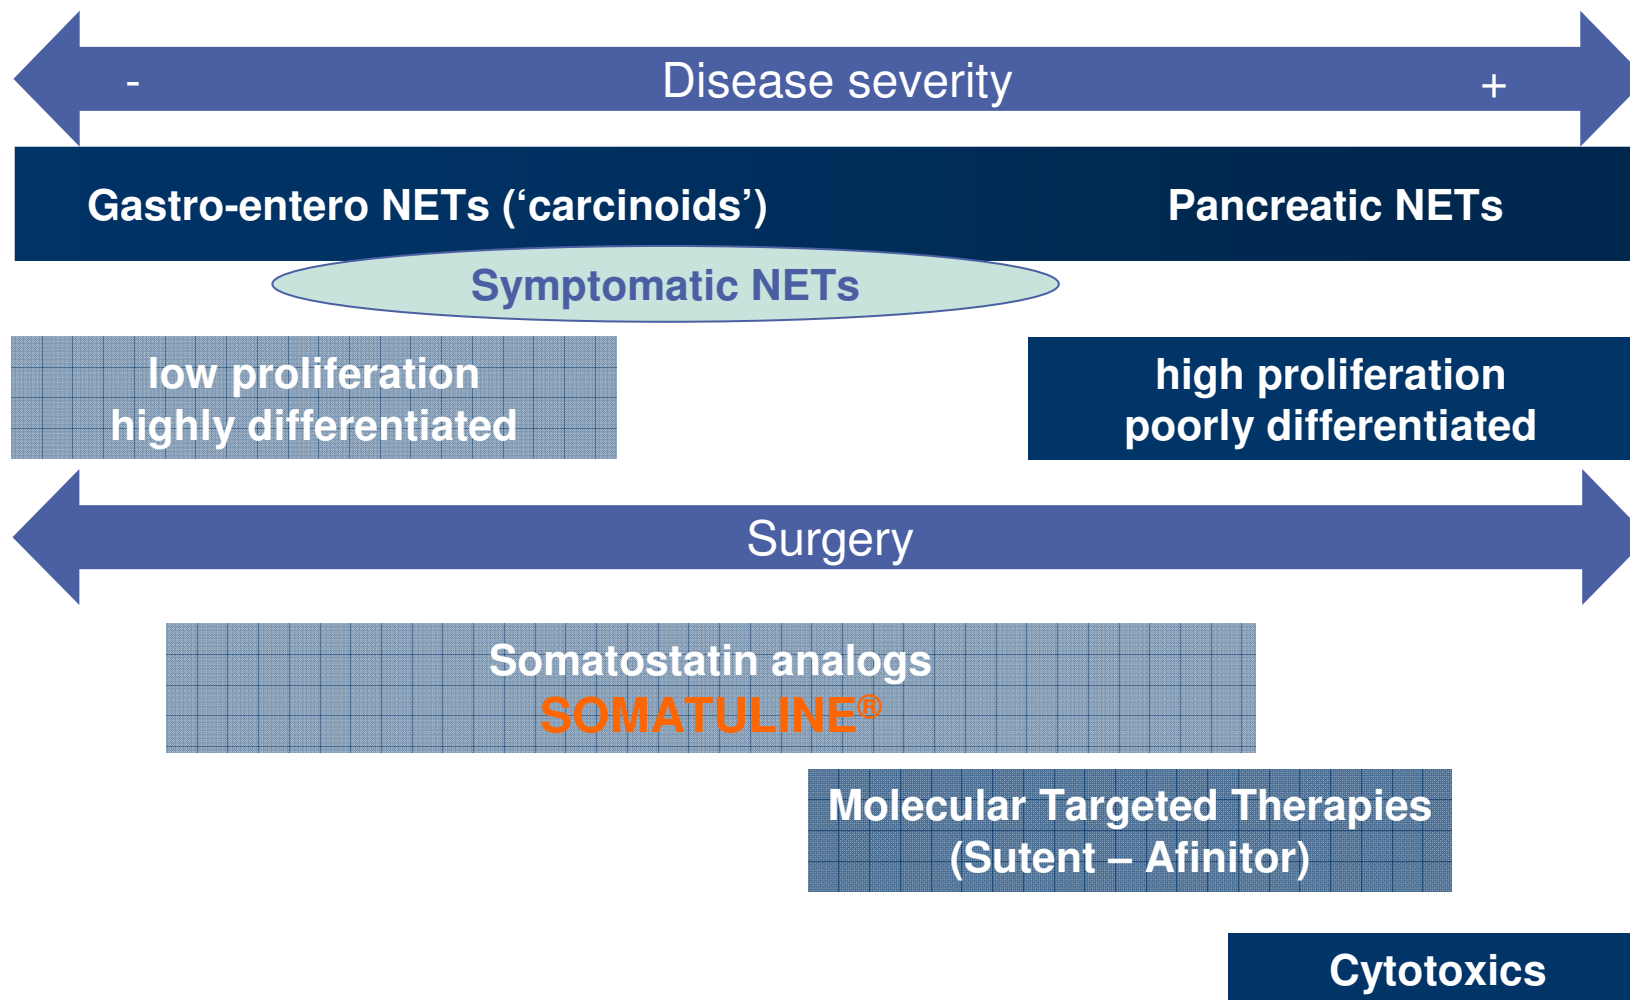 - Disease severity +
Gastro-entero NETs (‘carcinoids’) Pancreatic NETs
Symptomatic NETs
low proliferation
highly differentiated
high proliferation
poorly differentiated
Surgery
Somatostatin analogs
SOMATULINE®
Molecular Targeted Therapies
(Sutent – Afinitor)
Cytotoxics